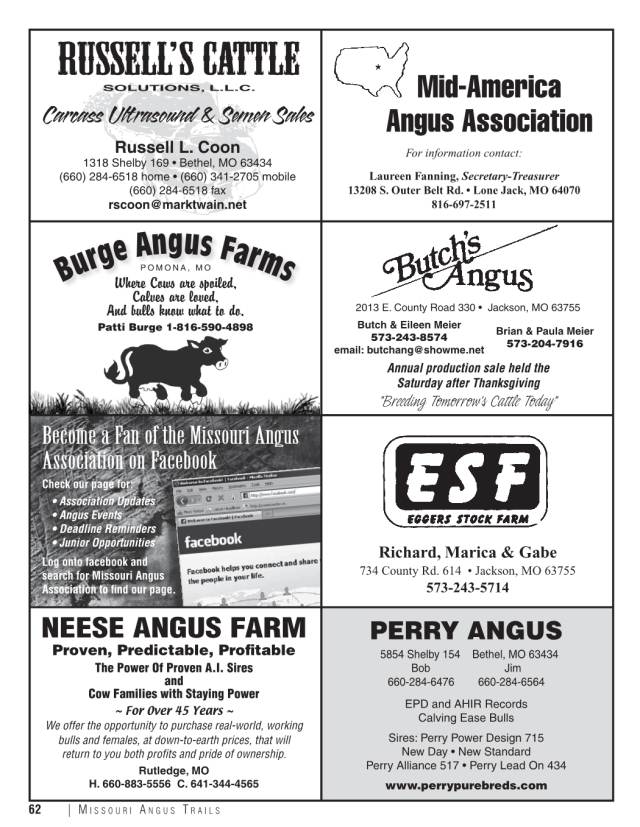 RUSSELL'S CATTLE
SOLUTIONS, L.L.C.
Carcass Ultrasound & Semen Sales
Russell L. Coon
1318 Shelby 169 • Bethel, MO 63434
(660) 284-6518 home • (660) 341-2705 mobile
(660) 284-6518 fax
rscoon@marktwain.net
Mid-America
Angus Association
For information contact:
Laureen Fanning, Secretary-Treasurer
13208 S. Outer Belt Rd. • Lone Jack, MO 64070
816-697-2511
Burge Angus Farms
POMONA, MO
Where Cows are spoiled,
Calves are loved,
And bulls know what to do.
Patti Burge 1-816-590-4898
Butch's
Angus
2013 E. County Road 330 • Jackson, MO 63755
Butch & Eileen Meier
573-243-8574
email: butchang@showme.net
Brian & Paula Meier
573-204-7916
Annual production sale held the
Saturday after Thanksgiving
"Breeding Tomorrow's Cattle Today"
Become a Fan of the Missouri Angus
Association on Facebook
Check our page for:
• Association Updates
• Angus Events
• Deadline Reminders
• Junior Opportunities
Log onto facebook and
search for Missouri Angus
Association to find our page.
facebook
Facebook helps you connect and share
the people in your life.
ESF
EGGERS STOCK FARM
Richard, Marica & Gabe
734 County Rd. 614 • Jackson, MO 63755
573-243-5714
NEESE ANGUS FARM
Proven, Predictable, Profitable
The Power Of Proven A.I. Sires
and
Cow Families with Staying Power
~ For Over 45 Years ~
We offer the opportunity to purchase real-world, working
bulls and females, at down-to-earth prices, that will
return to you both profits and pride of ownership.
Rutledge, MO
H. 660-883-5556 C. 641-344-4565
PERRY ANGUS
5854 Shelby 154 Bethel, MO 63434
Bob Jim
660-284-6476 660-284-6564
EPD and AHIR Records
Calving Ease Bulls
Sires: Perry Power Design 715
New Day • New Standard
Perry Alliance 517 • Perry Lead On 434
www.perrypurebreds.com
62 | MISSOURI ANGUS TRAILS